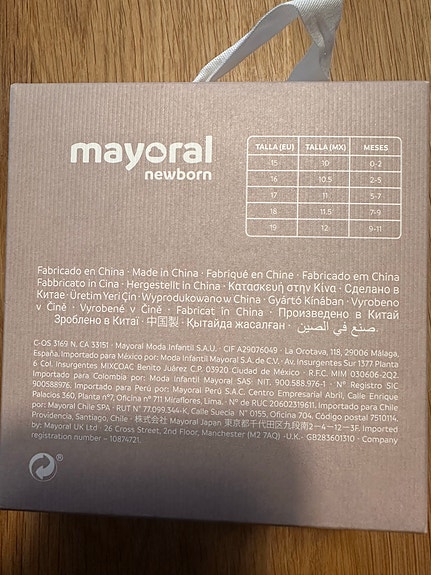 mayoral
newborn
TALLA (EU) TALLA (MX) MESES
15 10 0-2
16 10.5 2-5
17 11 5-7
18 11.5 7-9
19 12 9-11
Fabricado en China · Made in China · Fabriqué en Chine · Fabricado em China
Fabbricato in Cina · Hergestellt in China · Κατασκευή στην Κίνα · Сделано в
Китае · Üretim Yeri Çin · Wyprodukowano w China · Gyártó Kínában · Vyrobeno
v Čině · Vyrobené v Číně · Fabricat în China · Произведено в Китай
Зроблено в Китаї · 中国製 · Қытайда жасалған · صنع في الصين.
C-OS 3169 N. CA 33151 · Mayoral Moda Infantil S.A.U. · CIF A29076049 · La Orotava, 118, 29006 Málaga,
España. Importado para México por: Moda Infantil Mayoral S.A. de C.V. · Av. Insurgentes Sur 1377 Planta
6 Col. Insurgentes MIXCOAC Benito Juárez C.P. 03920 Ciudad de México · R.F.C. MIM 030606-2Q2.
Importado para Colombia por: Moda Infantil Mayoral SAS NIT. 900.588.976-1 · Nº Registro SIC
900588976. Importado para Perú por: Mayoral Perú S.A.C. Centro Empresarial Abril, Calle Enrique
Palacios 360, Planta nº7, Oficina nº 711 Miraflores, Lima. · Nº de RUC 20602319611. Importado para Chile
por: Mayoral Chile SPA · RUT Nº 77.099.344-K, Calle Suecia Nº 0155, Oficina 704, Código postal 7510114,
Providencia, Santiago, Chile · 株式会社 Mayoral Japan 東京都千代田区九段南2－4－12－3F. Imported
by: Mayoral UK Ltd · 26 Cross Street, 2nd Floor, Manchester (M2 7AQ) ·U.K.· GB283601310 · Company
registration number – 10874721.
®